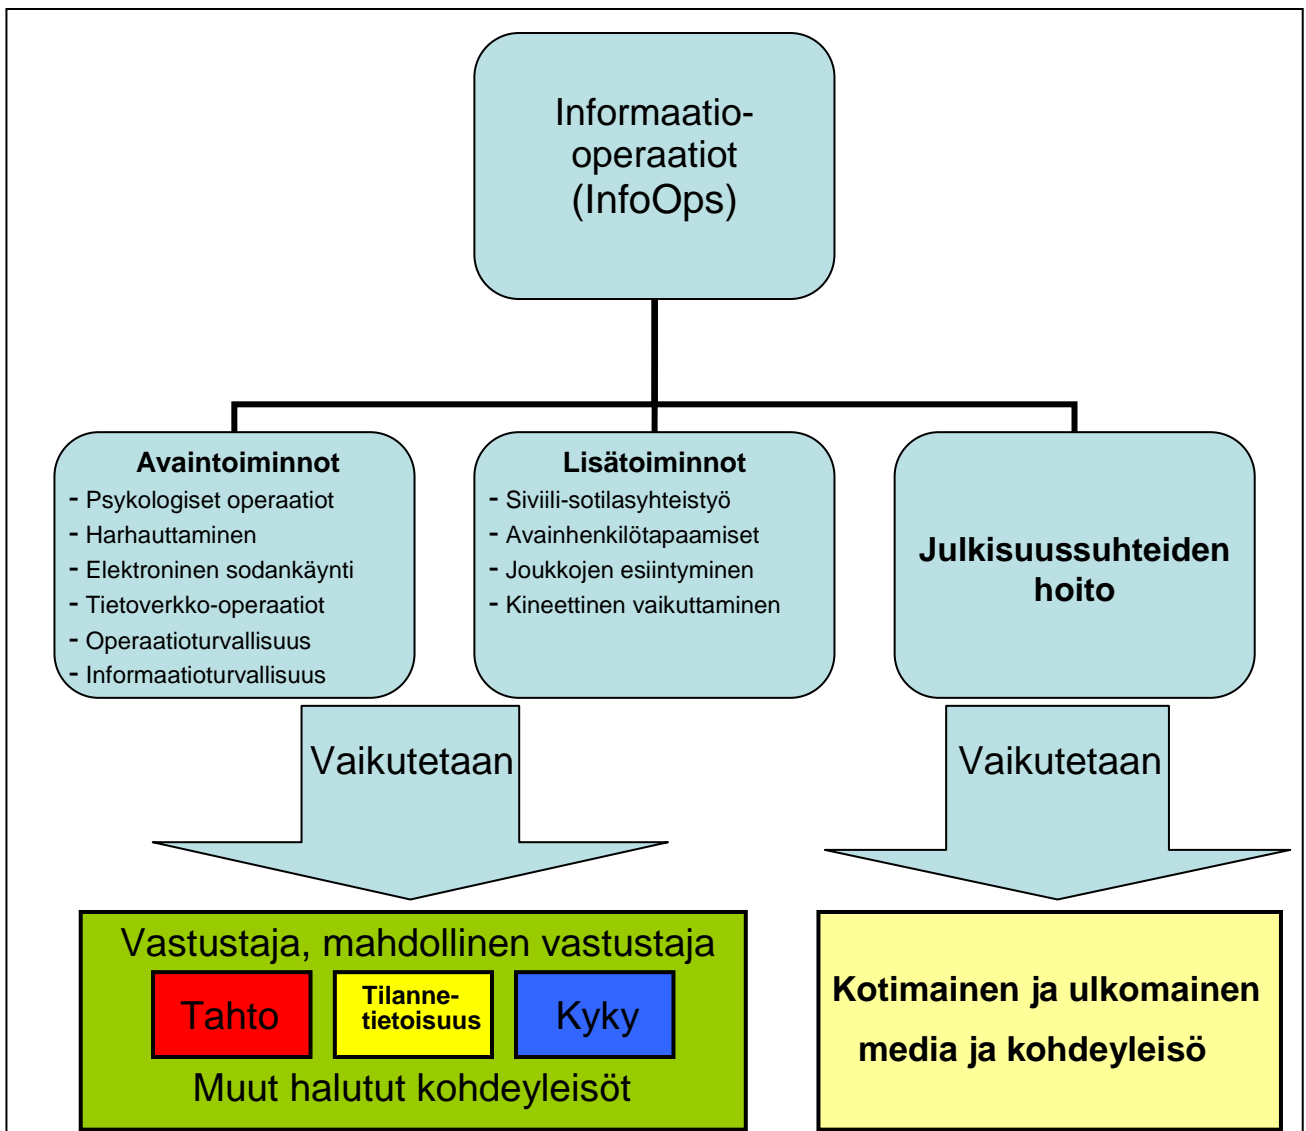 Informaatio-
operaatiot
(InfoOps)
Avaintoiminnot
- Psykologiset operaatiot
- Harhauttaminen
- Elektroninen sodankäynti
- Tietoverkko-operaatiot
- Operaatioturvallisuus
- Informaatioturvallisuus
Lisätoiminnot
- Siviili-sotilasyhteistyö
- Avainhenkilötapaamiset
- Joukkojen esiintyminen
- Kineettinen vaikuttaminen
Julkisuussuhteiden
hoito
Vaikutetaan
Vaikutetaan
Vastustaja, mahdollinen vastustaja
Tahto
Tilanne-
tietoisuus
Kyky
Muut halutut kohdeyleisöt
Kotimainen ja ulkomainen
media ja kohdeyleisö